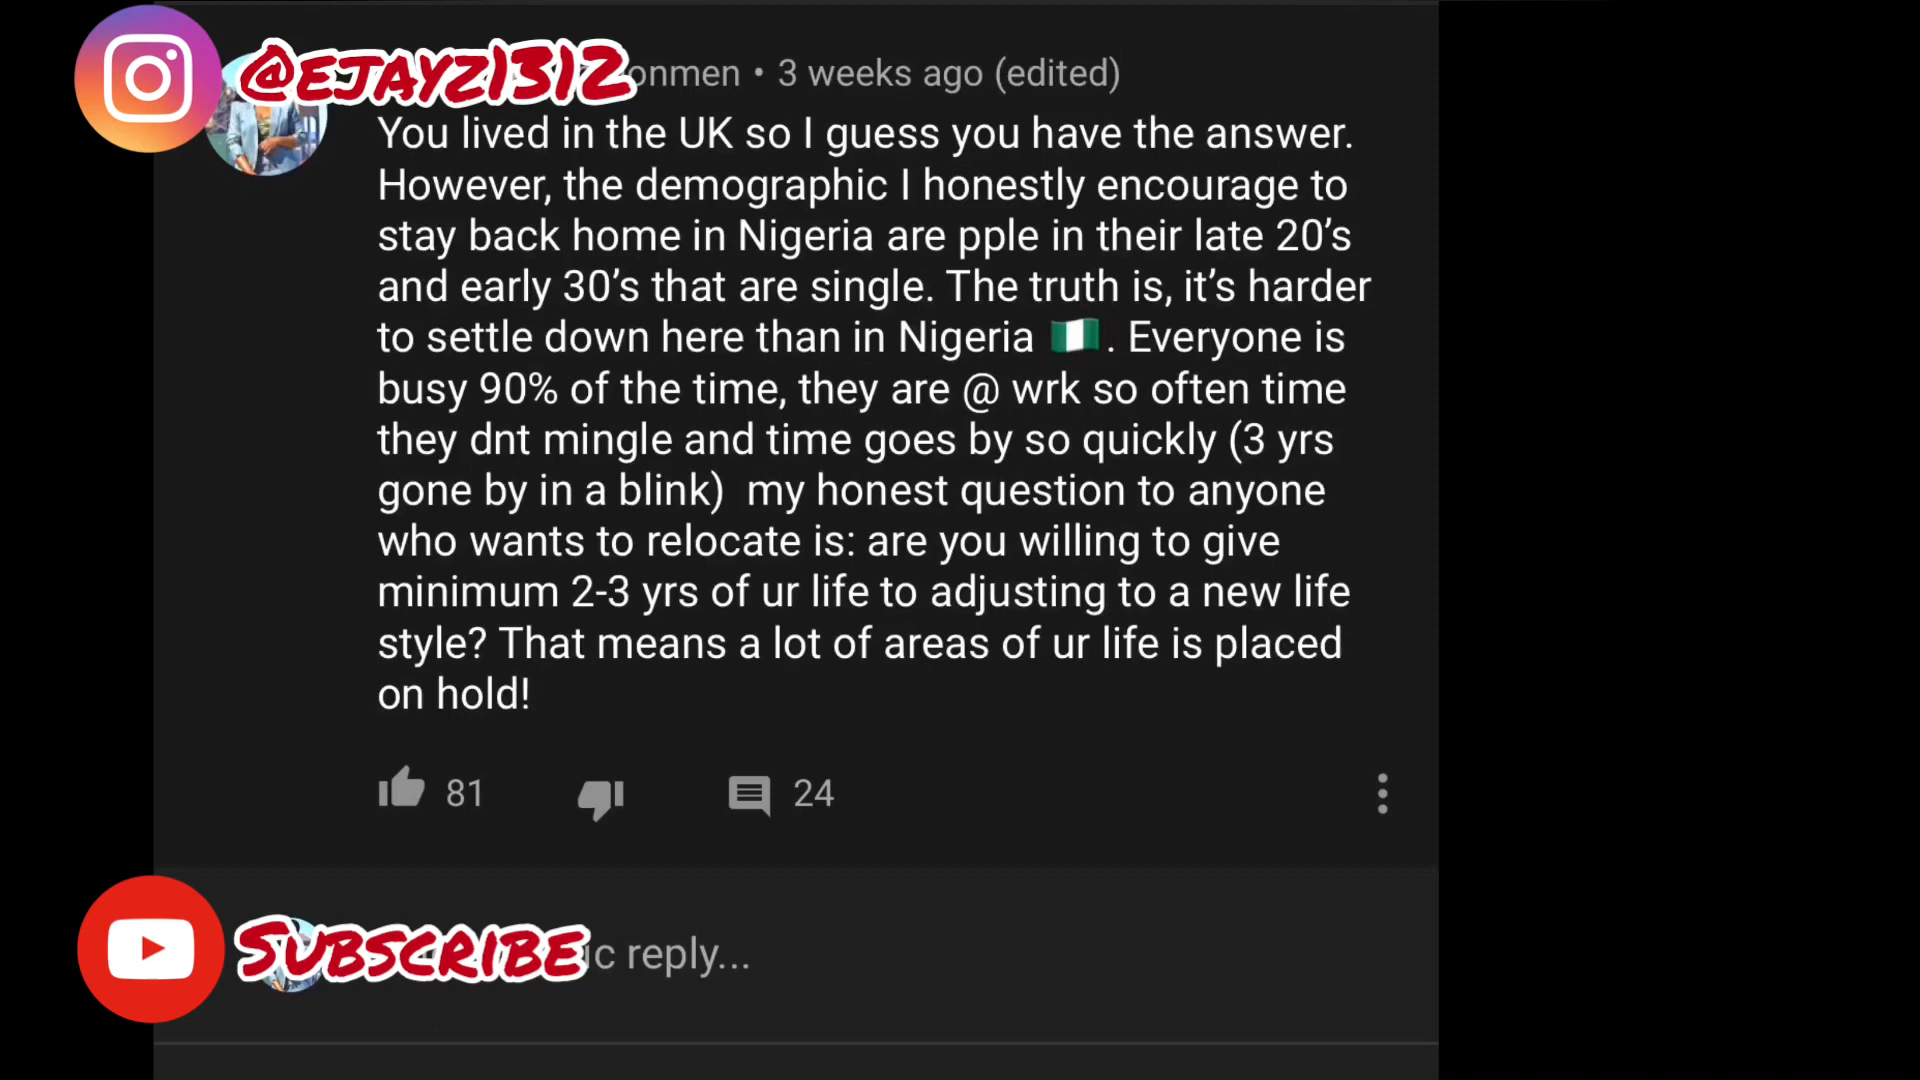 @EJAYZ1312
onmen • 3 weeks ago (edited)
You lived in the UK so I guess you have the answer.
However, the demographic I honestly encourage to
stay back home in Nigeria are pple in their late 20’s
and early 30’s that are single. The truth is, it’s harder
to settle down here than in Nigeria 🇳🇬. Everyone is
busy 90% of the time, they are @ wrk so often time
they dnt mingle and time goes by so quickly (3 yrs
gone by in a blink)  my honest question to anyone
who wants to relocate is: are you willing to give
minimum 2-3 yrs of ur life to adjusting to a new life
style? That means a lot of areas of ur life is placed
on hold!
81
24
SUBSCRIBE
ic reply...